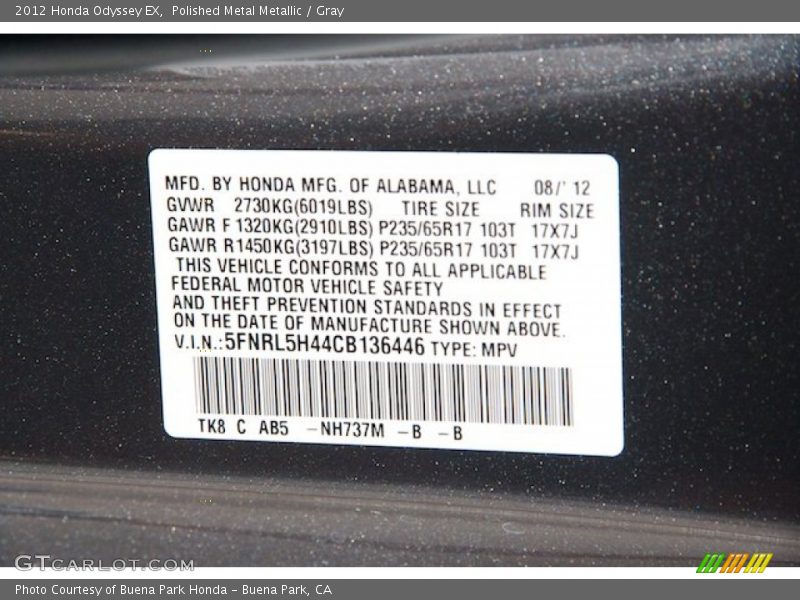 2012 Honda Odyssey EX, Polished Metal Metallic / Gray
MFD. BY HONDA MFG. OF ALABAMA, LLC 08/' 12
GVWR 2730KG(6019LBS) TIRE SIZE RIM SIZE
GAWR F 1320KG(2910LBS) P235/65R17 103T 17X7J
GAWR R1450KG(3197LBS) P235/65R17 103T 17X7J
THIS VEHICLE CONFORMS TO ALL APPLICABLE
FEDERAL MOTOR VEHICLE SAFETY
AND THEFT PREVENTION STANDARDS IN EFFECT
ON THE DATE OF MANUFACTURE SHOWN ABOVE.
V.I.N.:5FNRL5H44CB136446 TYPE: MPV
TK8 C AB5 -NH737M -B -B
GTCARLOT.COM
Photo Courtesy of Buena Park Honda - Buena Park, CA